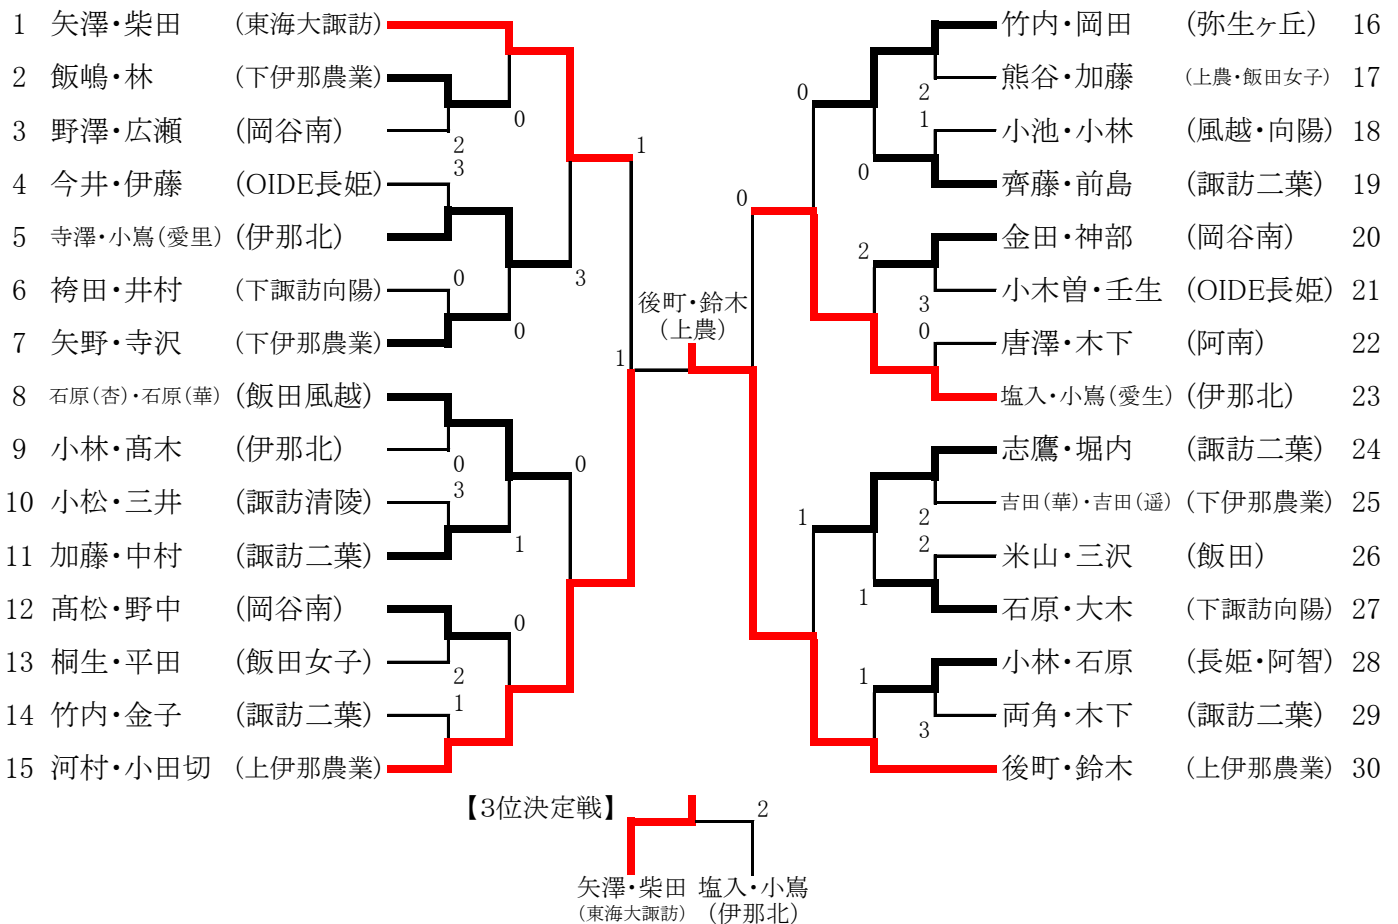 1 矢澤・柴田 (東海大諏訪)
2 飯嶋・林 (下伊那農業)
3 野澤・広瀬 (岡谷南)
4 今井・伊藤 (OIDE長姫)
5 寺澤・小嶌(愛里) (伊那北)
6 袴田・井村 (下諏訪向陽)
7 矢野・寺沢 (下伊那農業)
8 石原(杏)・石原(華) (飯田風越)
9 小林・髙木 (伊那北)
10 小松・三井 (諏訪清陵)
11 加藤・中村 (諏訪二葉)
12 髙松・野中 (岡谷南)
13 桐生・平田 (飯田女子)
14 竹内・金子 (諏訪二葉)
15 河村・小田切 (上伊那農業)
0
2
3
0
0
3
1
0
3
1
0
0
2
1
1
後町・鈴木
(上農)
竹内・岡田 (弥生ヶ丘) 16
熊谷・加藤 (上農・飯田女子) 17
小池・小林 (風越・向陽) 18
齊藤・前島 (諏訪二葉) 19
金田・神部 (岡谷南) 20
小木曽・壬生 (OIDE長姫) 21
唐澤・木下 (阿南) 22
塩入・小嶌(愛生) (伊那北) 23
志鷹・堀内 (諏訪二葉) 24
吉田(華)・吉田(遥) (下伊那農業) 25
米山・三沢 (飯田) 26
石原・大木 (下諏訪向陽) 27
小林・石原 (長姫・阿智) 28
両角・木下 (諏訪二葉) 29
後町・鈴木 (上伊那農業) 30
0
2
1
0
0
2
3
0
1
2
2
1
1
3
【3位決定戦】
2
矢澤・柴田
(東海大諏訪)
塩入・小嶌
(伊那北)